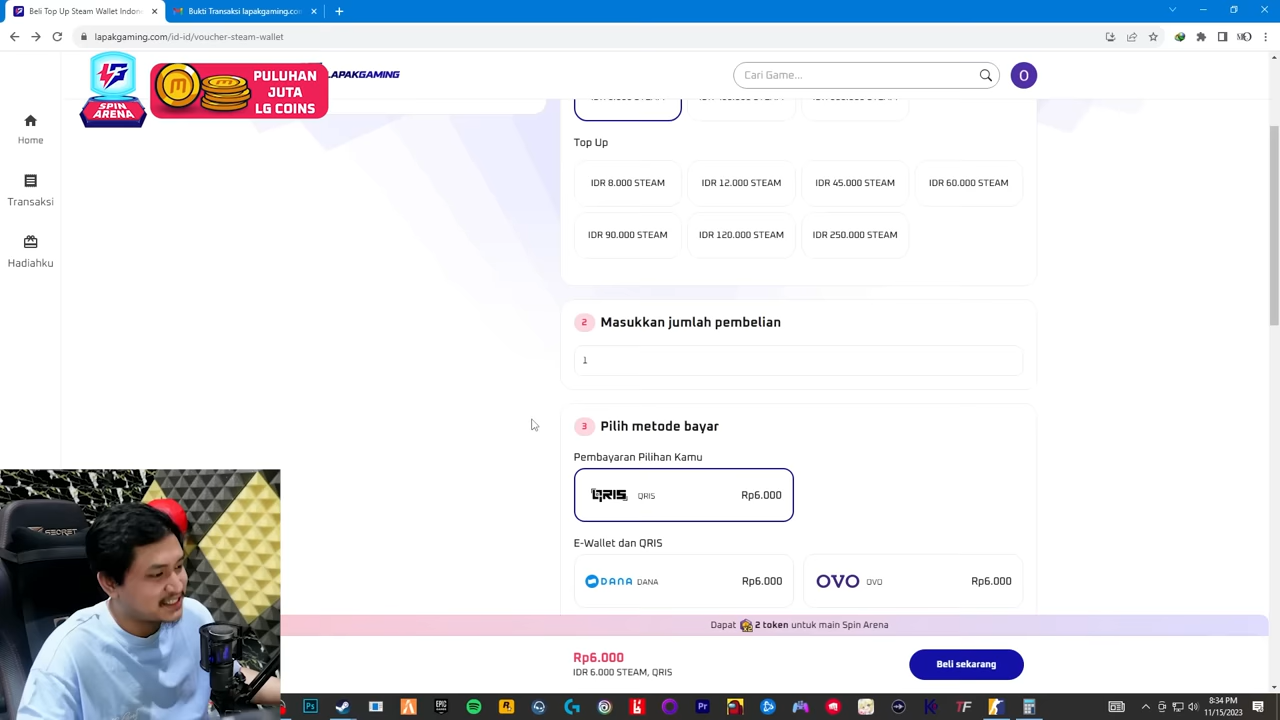 Beli Top Up Steam Wallet Indon
Bukti Transaksi lapakgaming.co
lapakgaming.com/id-id/voucher-steam-wallet
SPIN
ARENA
PULUHAN
JUTA
LG COINS
LAPAKGAMING
Cari Game...
O
Home
Transaksi
Hadiahku
Top Up
IDR 8.000 STEAM
IDR 12.000 STEAM
IDR 45.000 STEAM
IDR 60.000 STEAM
IDR 90.000 STEAM
IDR 120.000 STEAM
IDR 250.000 STEAM
2 Masukkan jumlah pembelian
1
3 Pilih metode bayar
Pembayaran Pilihan Kamu
QRIS QRIS Rp6.000
E-Wallet dan QRIS
DANA DANA Rp6.000
OVO OVO Rp6.000
Dapat 2 token untuk main Spin Arena
Rp6.000
IDR 6.000 STEAM, QRIS
Beli sekarang
SECRET
8:34 PM
11/15/2023